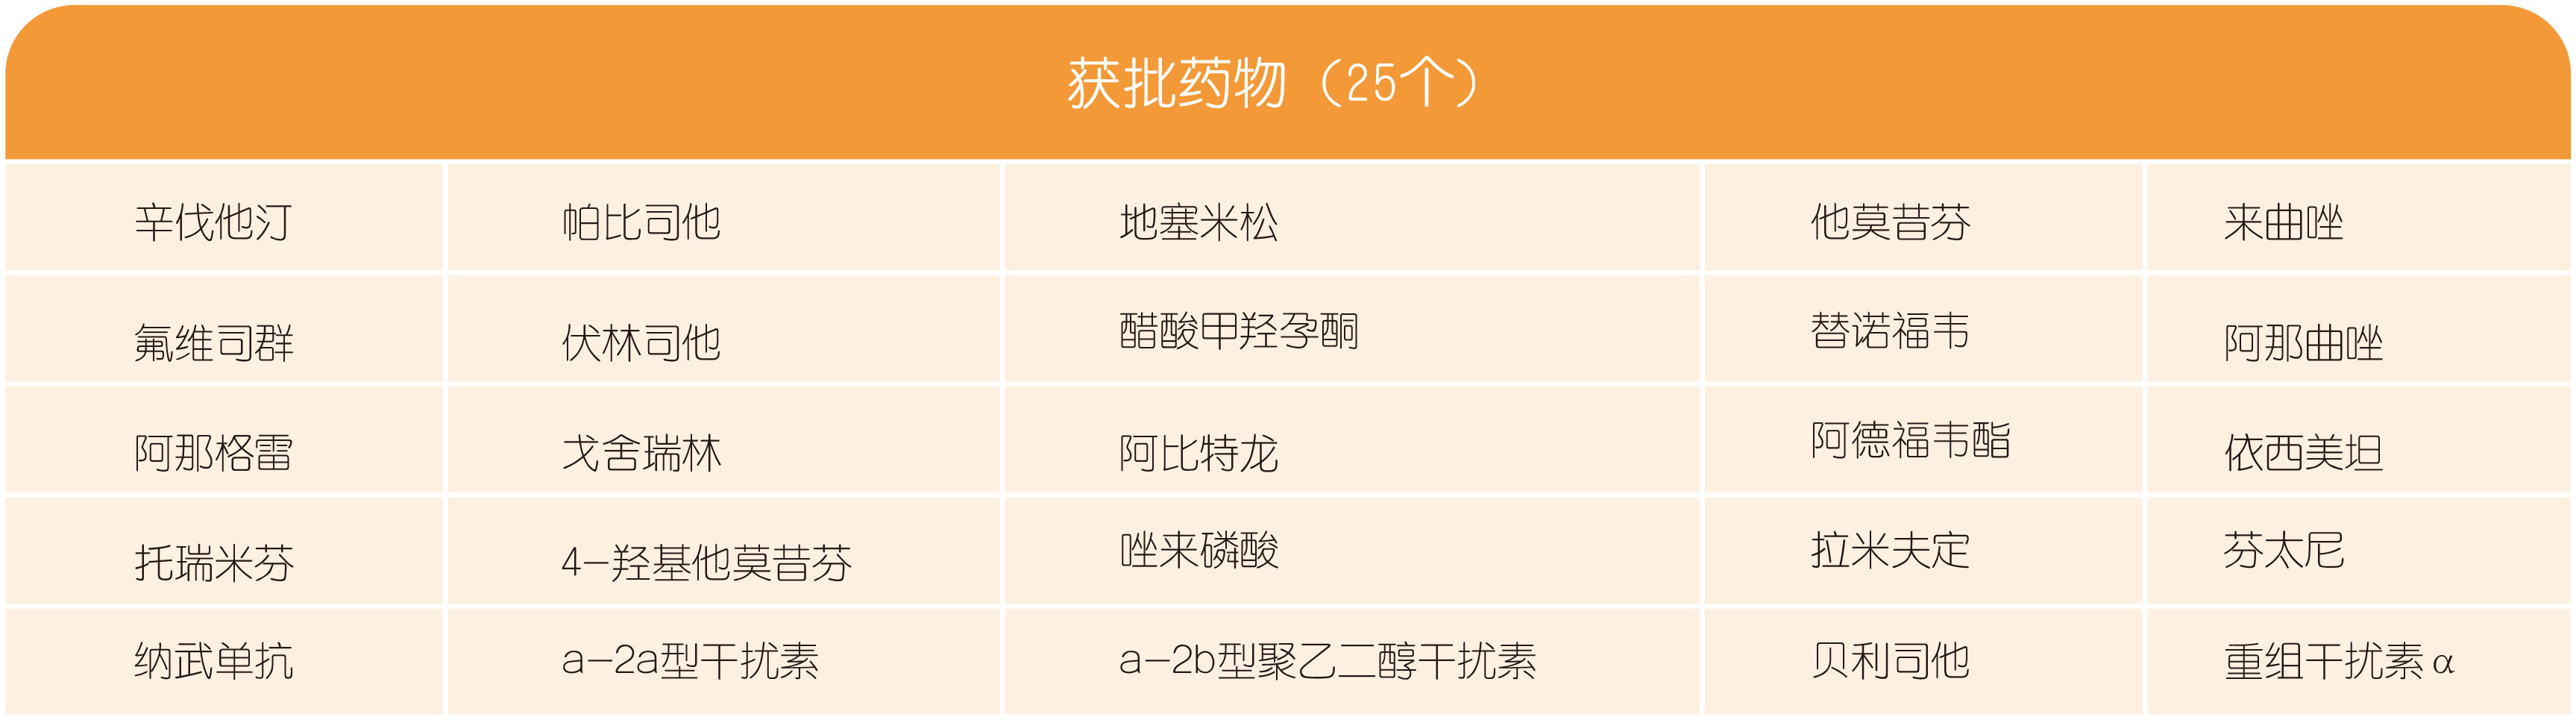 获批药物（25个）
辛伐他汀 帕比司他 地塞米松 他莫昔芬 来曲唑
氟维司群 伏林司他 醋酸甲羟孕酮 替诺福韦 阿那曲唑
阿那格雷 戈舍瑞林 阿比特龙 阿德福韦酯 依西美坦
托瑞米芬 4-羟基他莫昔芬 唑来磷酸 拉米夫定 芬太尼
纳武单抗 a-2a型干扰素 a-2b型聚乙二醇干扰素 贝利司他 重组干扰素α